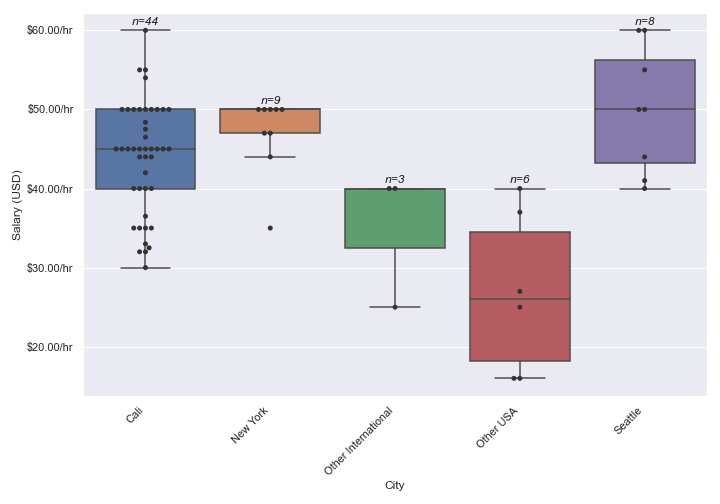 n=44
n=9
n=3
n=6
n=8
$60.00/hr
$50.00/hr
$40.00/hr
$30.00/hr
$20.00/hr
Salary (USD)
Cali
New York
Other International
Other USA
Seattle
City